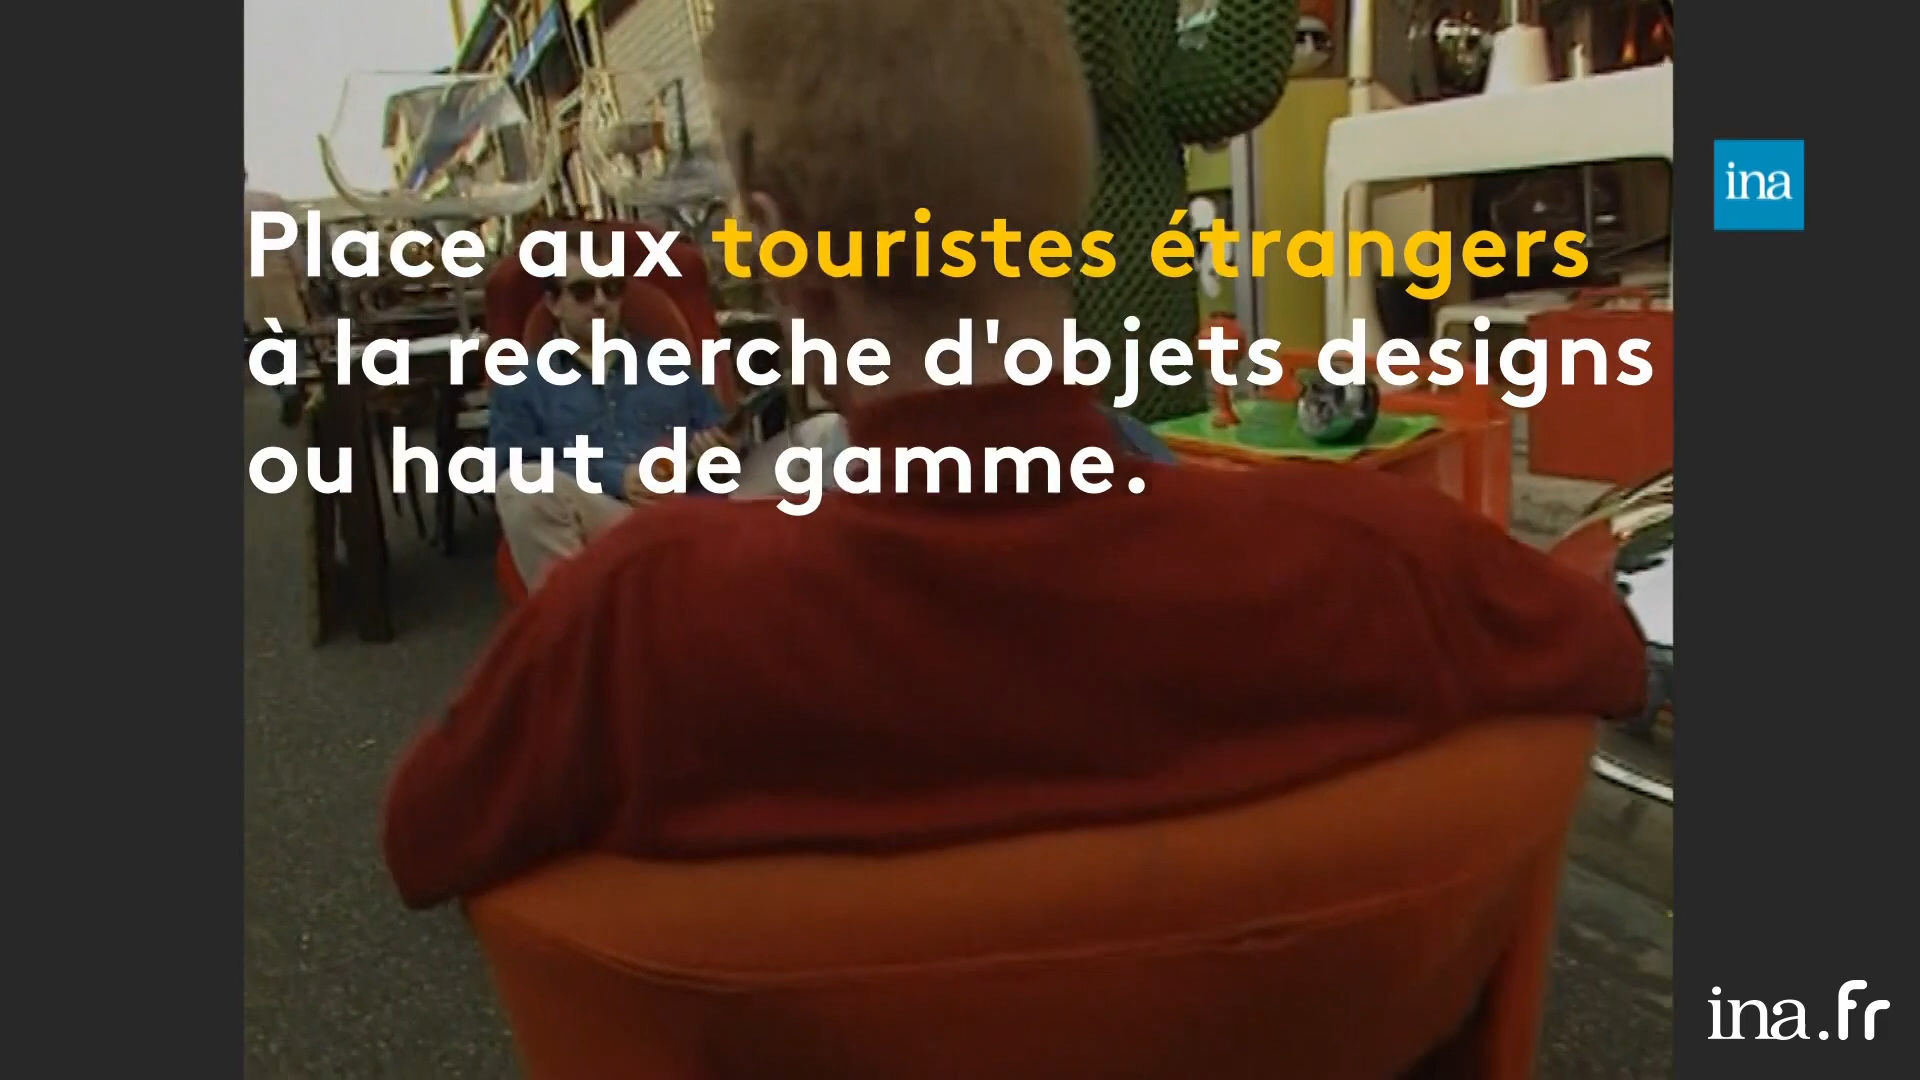 ina
Place aux touristes étrangers
à la recherche d'objets designs
ou haut de gamme.
ina.fr